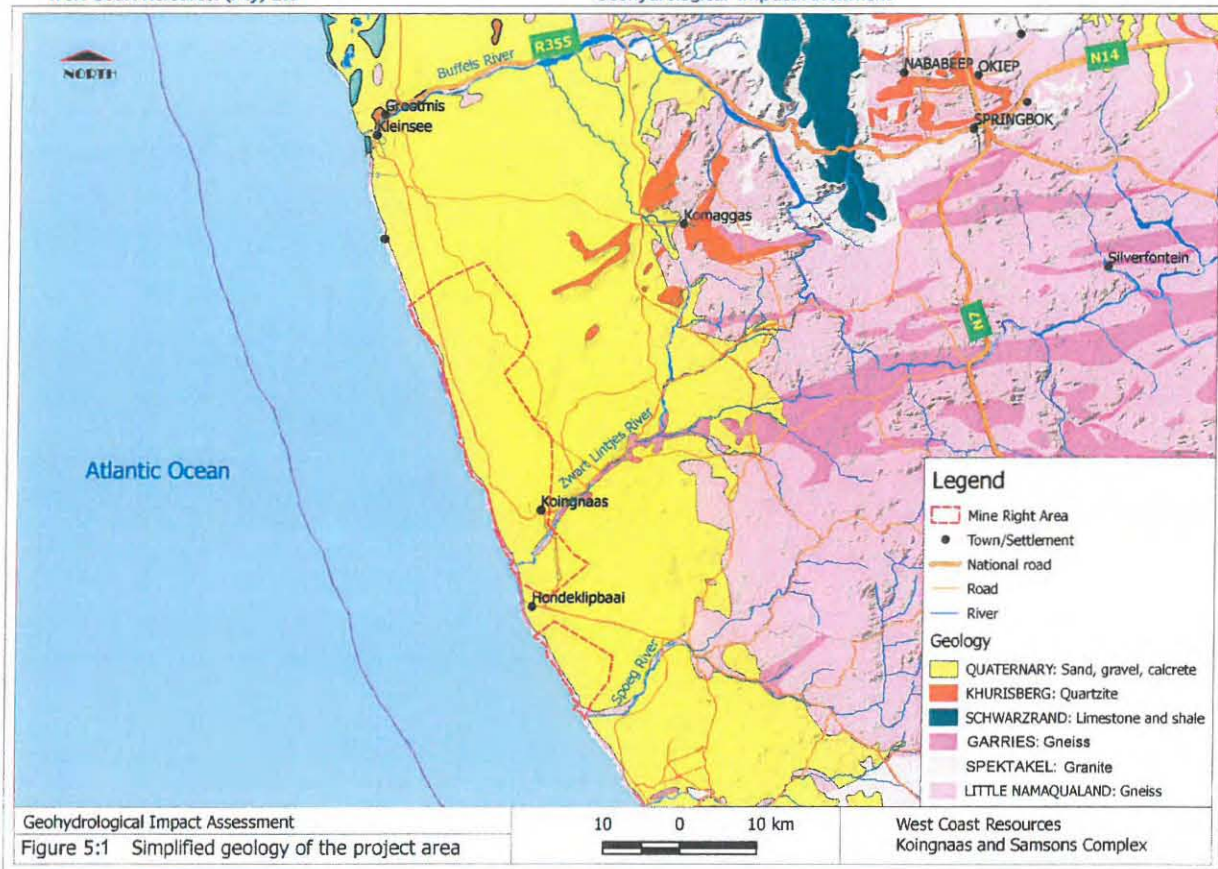 NORTH
R355
Buffels River
Grootmis
Kleinsee
NABABEEP
OKIEP
N14
SPRINGBOK
Komaggas
Silverfontein
N7
Zwart Lintjes River
Atlantic Ocean
Koingnaas
Hondeklipbaai
Spoeg River
Legend
Mine Right Area
Town/Settlement
National road
Road
River
Geology
QUATERNARY: Sand, gravel, calcrete
KHURISBERG: Quartzite
SCHWARZRAND: Limestone and shale
GARRIES: Gneiss
SPEKTAKEL: Granite
LITTLE NAMAQUALAND: Gneiss
Geohydrological Impact Assessment
Figure 5:1 Simplified geology of the project area
10 0 10 km
West Coast Resources
Koingnaas and Samsons Complex